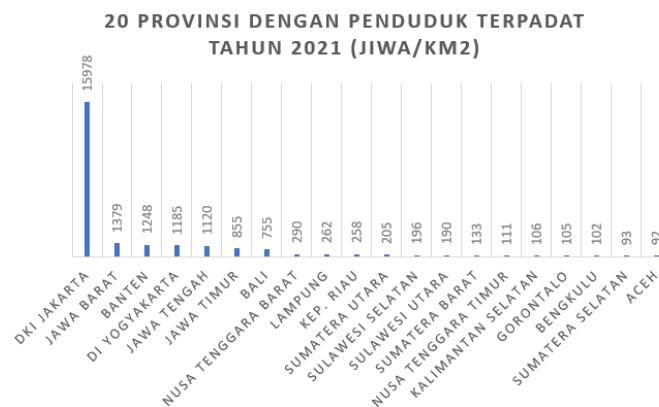 20 PROVINSI DENGAN PENDUDUK TERPADAT
TAHUN 2021 (JIWA/KM2)
15978
1379
1248
1185
1120
855
755
290
262
258
205
196
190
133
111
106
105
102
93
92
DKI JAKARTA
JAWA BARAT
BANTEN
DI YOGYAKARTA
JAWA TENGAH
JAWA TIMUR
BALI
NUSA TENGGARA BARAT
LAMPUNG
KEP. RIAU
SUMATERA UTARA
SULAWESI SELATAN
SULAWESI UTARA
SUMATERA BARAT
NUSA TENGGARA TIMUR
KALIMANTAN SELATAN
GORONTALO
BENGKULU
SUMATERA SELATAN
ACEH